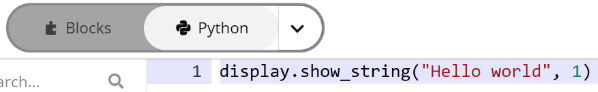 Blocks Python
arch...
1 display.show_string("Hello world", 1)